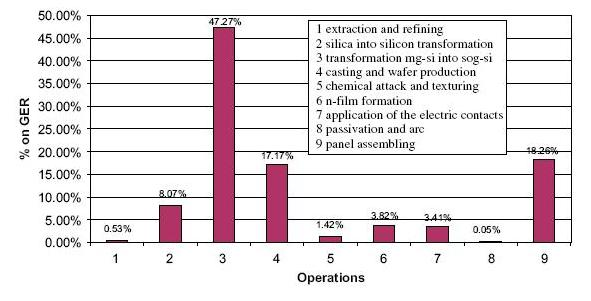 50.00%
45.00%
40.00%
35.00%
30.00%
25.00%
20.00%
15.00%
10.00%
5.00%
0.00%
% on GER
47.27%
1 extraction and refining
2 silica into silicon transformation
3 transformation mg-si into sog-si
4 casting and wafer production
5 chemical attack and texturing
6 n-film formation
7 application of the electric contacts
8 passivation and arc
9 panel assembling
0.53%
8.07%
17.17%
1.42%
3.82%
3.41%
0.05%
18.26%
1 2 3 4 5 6 7 8 9
Operations